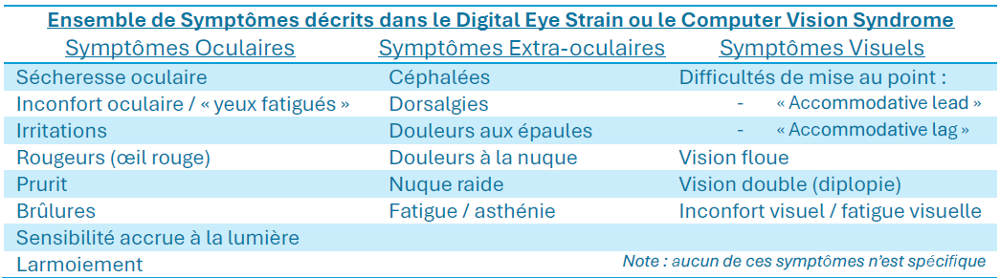 Ensemble de Symptômes décrits dans le Digital Eye Strain ou le Computer Vision Syndrome
Symptômes Oculaires Symptômes Extra-oculaires Symptômes Visuels
Sécheresse oculaire Céphalées Difficultés de mise au point :
Inconfort oculaire / « yeux fatigués » Dorsalgies - « Accommodative lead »
Irritations Douleurs aux épaules - « Accommodative lag »
Rougeurs (œil rouge) Douleurs à la nuque Vision floue
Prurit Nuque raide Vision double (diplopie)
Brûlures Fatigue / asthénie Inconfort visuel / fatigue visuelle
Sensibilité accrue à la lumière
Larmoiement Note : aucun de ces symptômes n'est spécifique